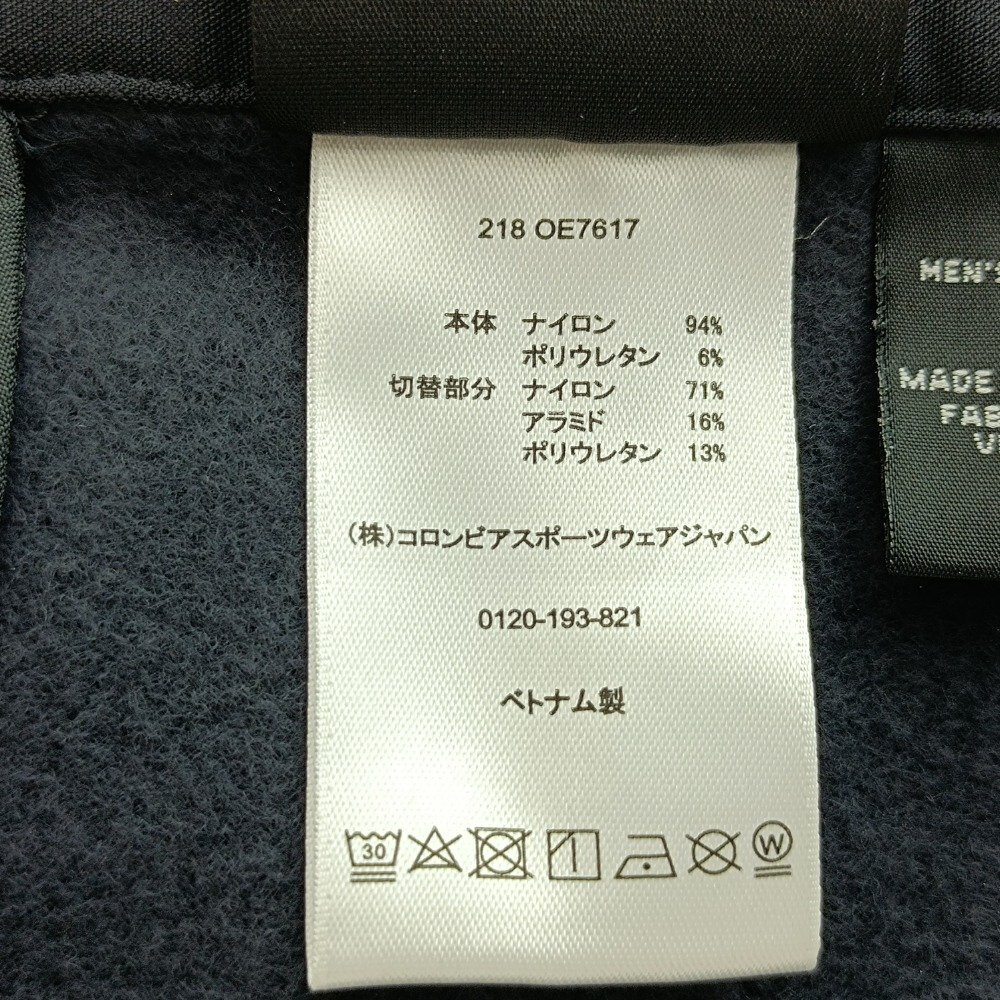 218 OE7617
本体 ナイロン 94%
ポリウレタン 6%
切替部分 ナイロン 71%
アラミド 16%
ポリウレタン 13%
(株)コロンビアスポーツウェアジャパン
0120-193-821
ベトナム製
30
W
MEN'S
MADE